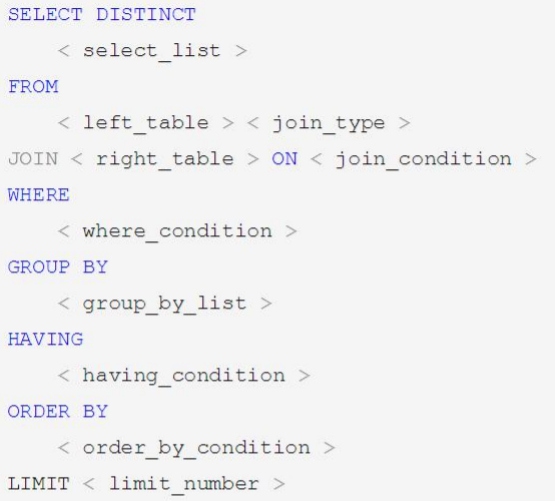 SELECT DISTINCT
< select_list >
FROM
< left_table > < join_type >
JOIN < right_table > ON < join_condition >
WHERE
< where_condition >
GROUP BY
< group_by_list >
HAVING
< having_condition >
ORDER BY
< order_by_condition >
LIMIT < limit_number >